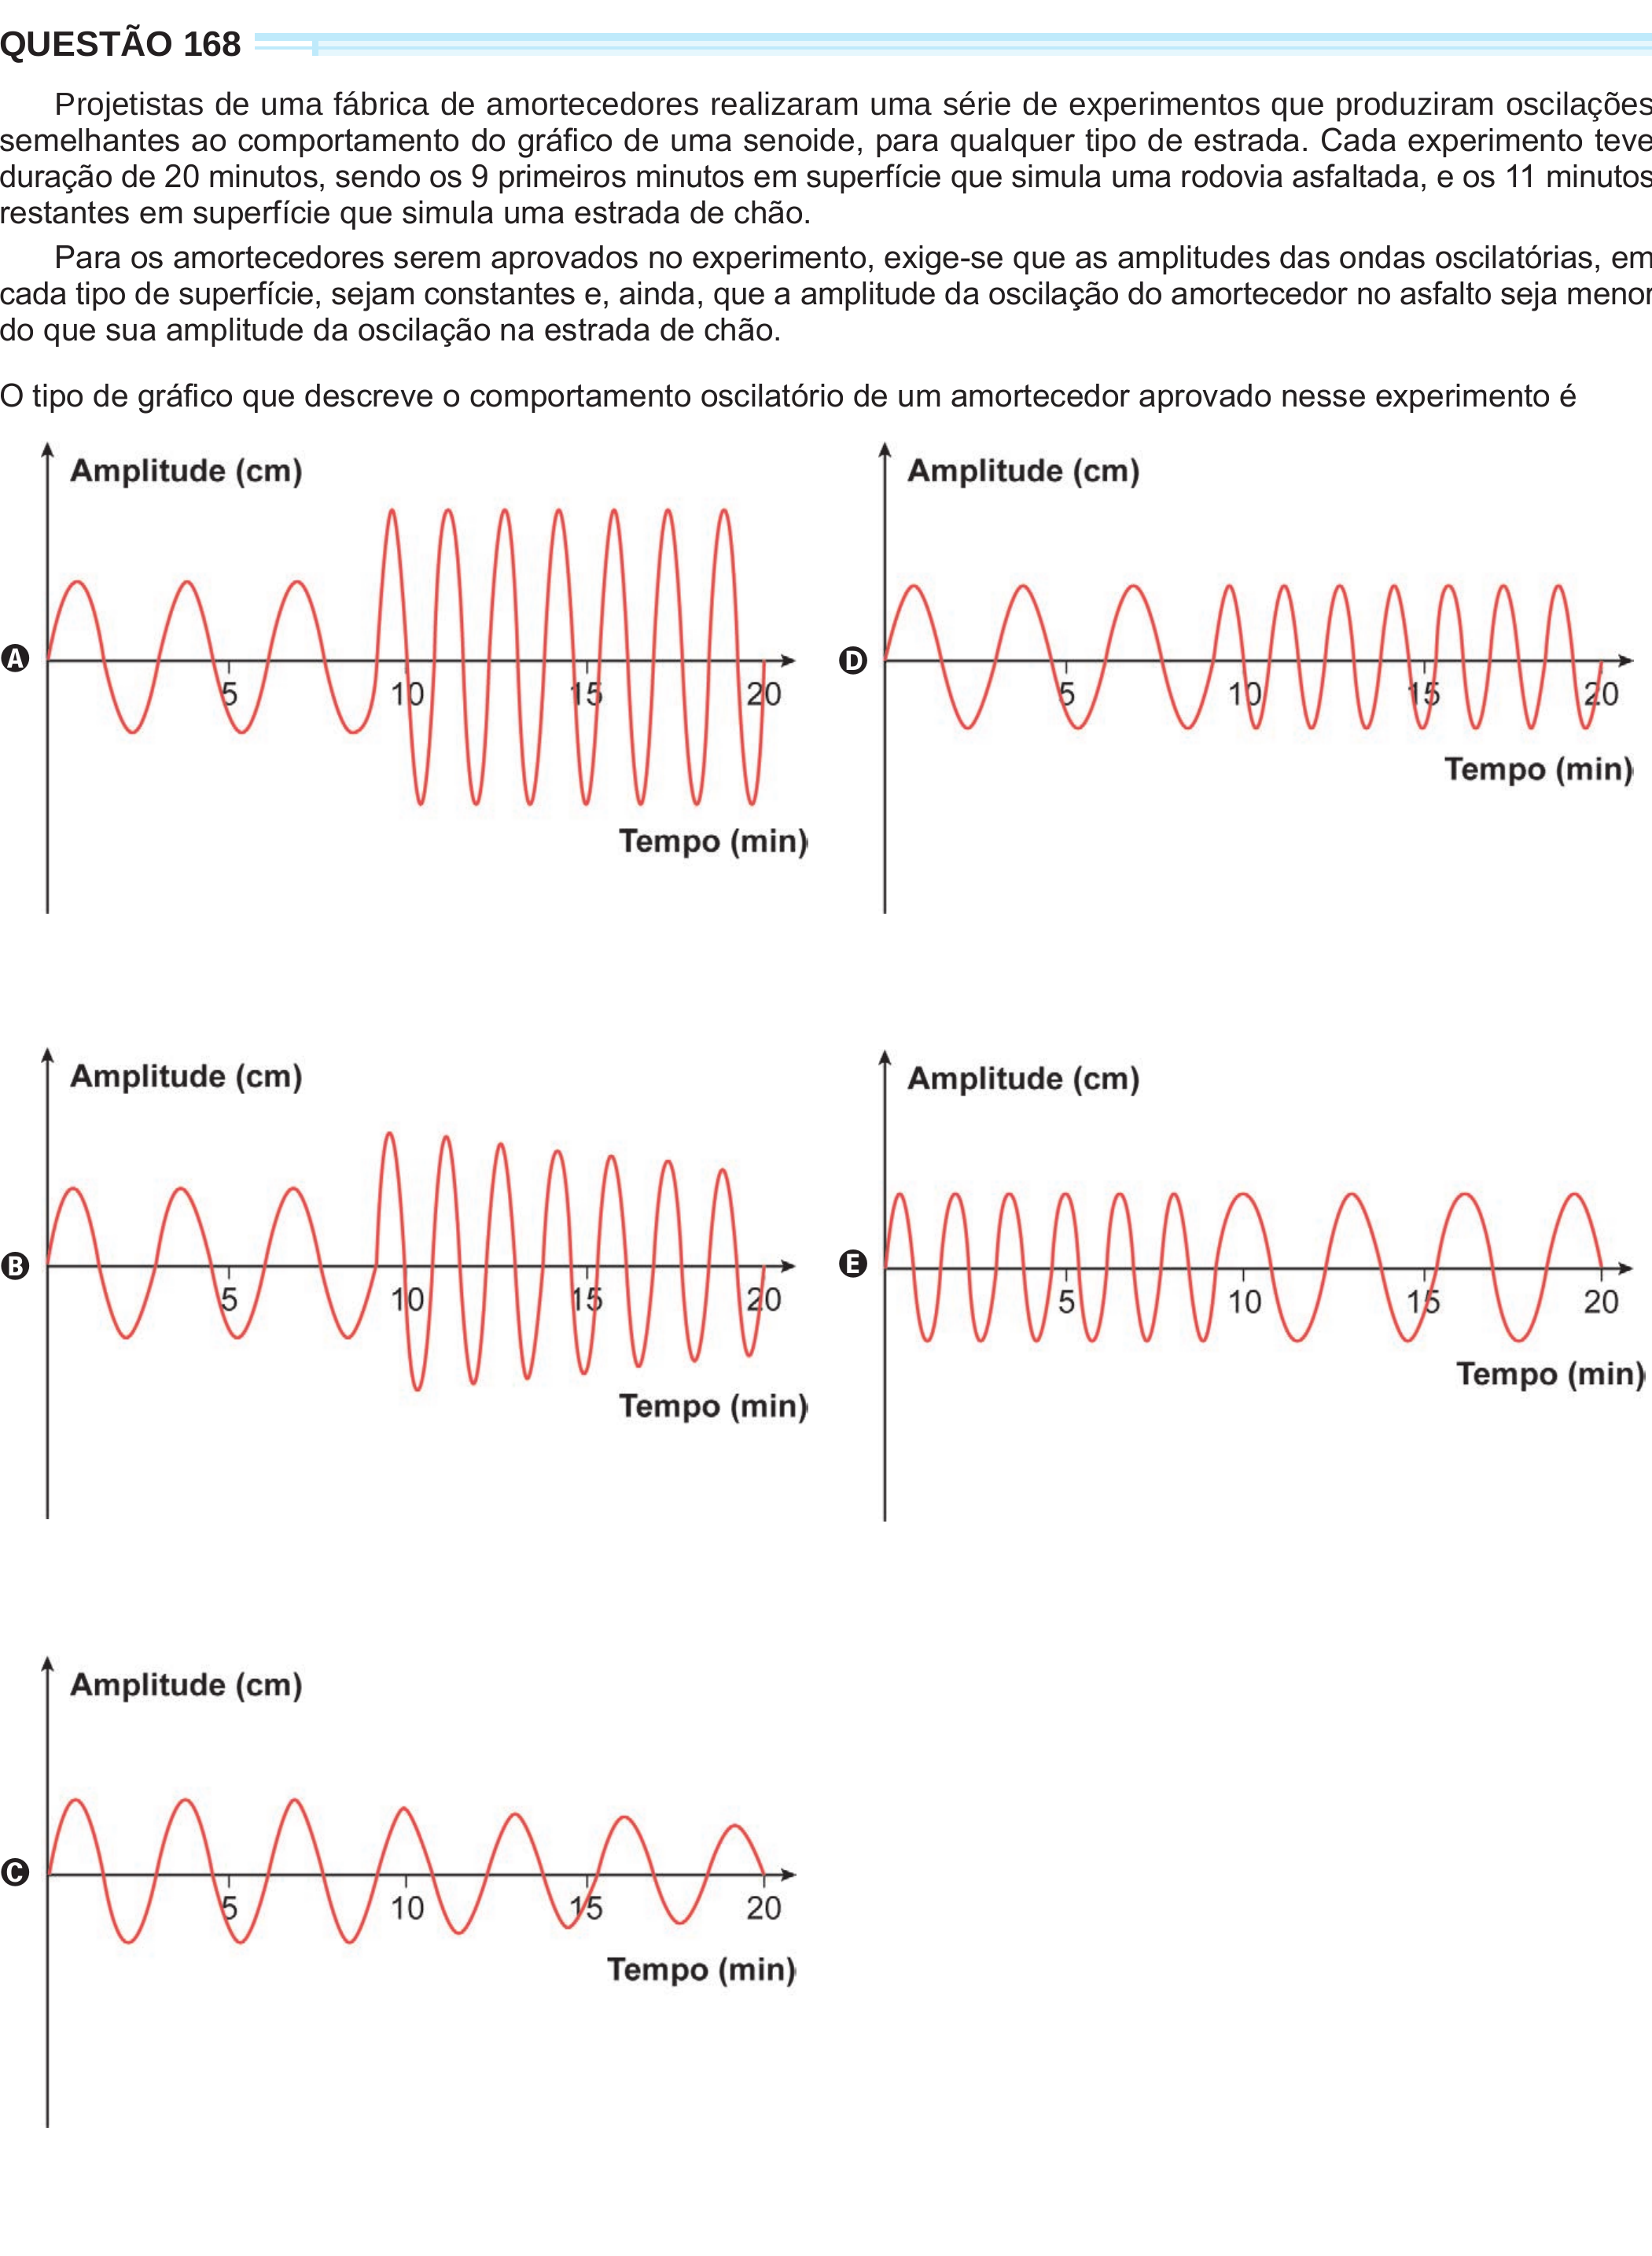 QUESTÃO 168
Projetistas de uma fábrica de amortecedores realizaram uma série de experimentos que produziram oscilações
semelhantes ao comportamento do gráfico de uma senoide, para qualquer tipo de estrada. Cada experimento teve
duração de 20 minutos, sendo os 9 primeiros minutos em superfície que simula uma rodovia asfaltada, e os 11 minutos
restantes em superfície que simula uma estrada de chão.
Para os amortecedores serem aprovados no experimento, exige-se que as amplitudes das ondas oscilatórias, em
cada tipo de superfície, sejam constantes e, ainda, que a amplitude da oscilação do amortecedor no asfalto seja menor
do que sua amplitude da oscilação na estrada de chão.
O tipo de gráfico que descreve o comportamento oscilatório de um amortecedor aprovado nesse experimento é
Amplitude (cm)
A
5 10 15 20
Tempo (min)
Amplitude (cm)
B
5 10 15 20
Tempo (min)
Amplitude (cm)
C
5 10 15 20
Tempo (min)
Amplitude (cm)
D
5 10 15 20
Tempo (min)
Amplitude (cm)
E
5 10 15 20
Tempo (min)